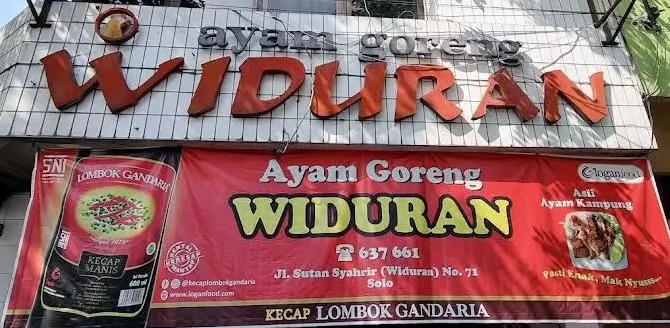 ayam goreng
WIDURAN
SNI
LOMBOK GANDARIA
KECAP
MANIS
600 ml
Ayam Goreng
WIDURAN
637 661
Jl. Sutan Syahrir (Widuran) No. 71
Solo
@kecaplombokgandaria
www.loganfood.com
loganfood
Asli
Ayam Kampung
Pasti Enak, Mak Nyusss
KECAP LOMBOK GANDARIA